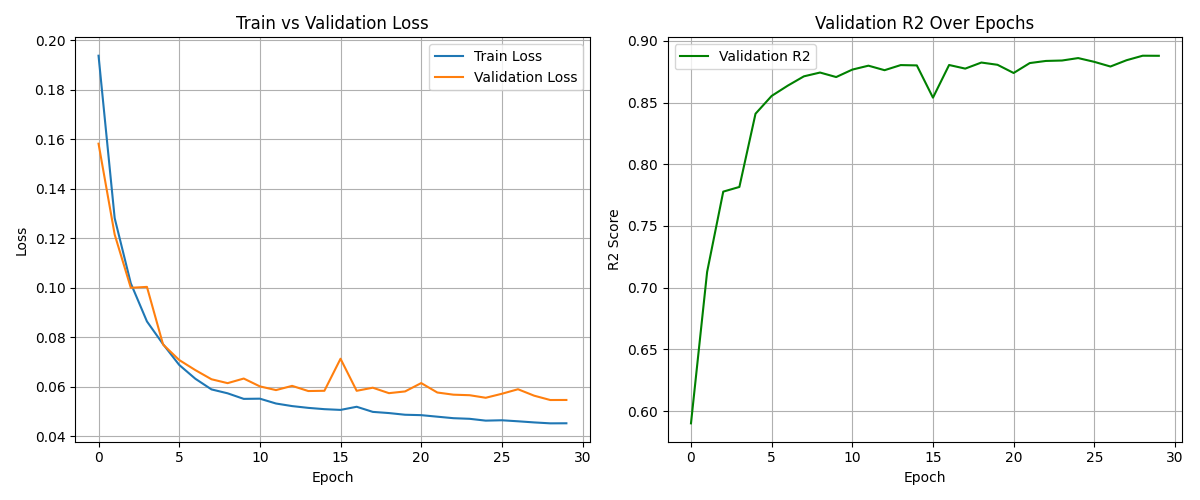 Train vs Validation Loss
0.20
0.18
0.16
0.14
0.12
0.10
0.08
0.06
0.04
Loss
0 5 10 15 20 25 30
Epoch
Train Loss
Validation Loss
Validation R2 Over Epochs
0.90
0.85
0.80
0.75
0.70
0.65
0.60
R2 Score
0 5 10 15 20 25 30
Epoch
Validation R2